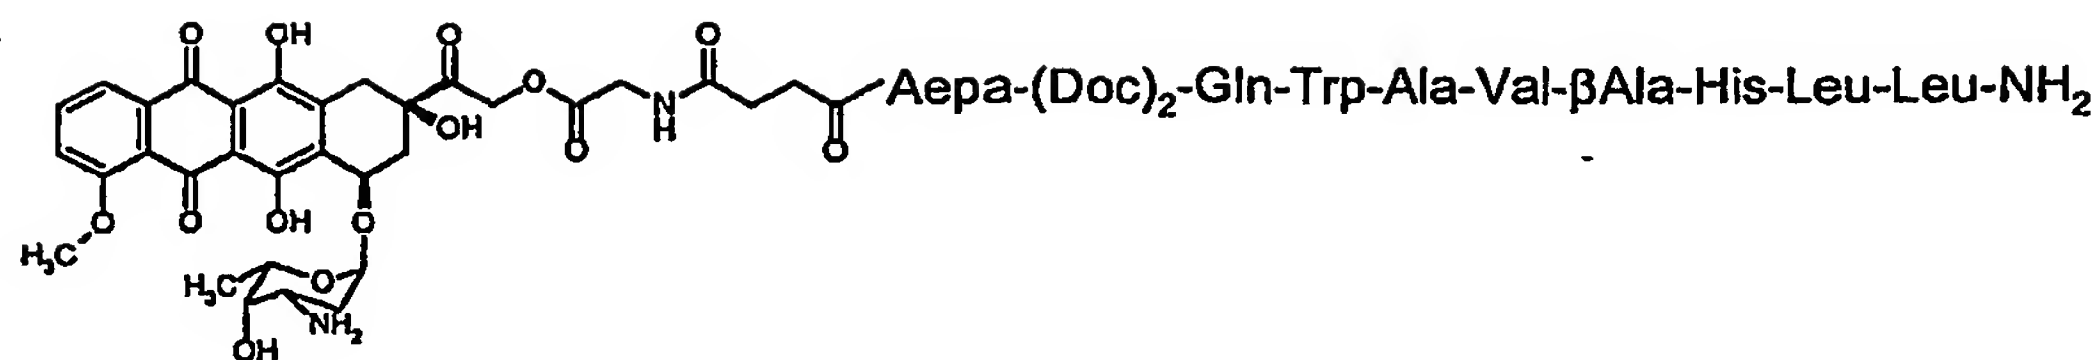 O OH O O Aepa-(Doc)₂-Gln-Trp-Ala-Val-βAla-His-Leu-Leu-NH₂
O
OH N
H
O O
O O OH O
H₃C
H₃C O
NH₂
OH